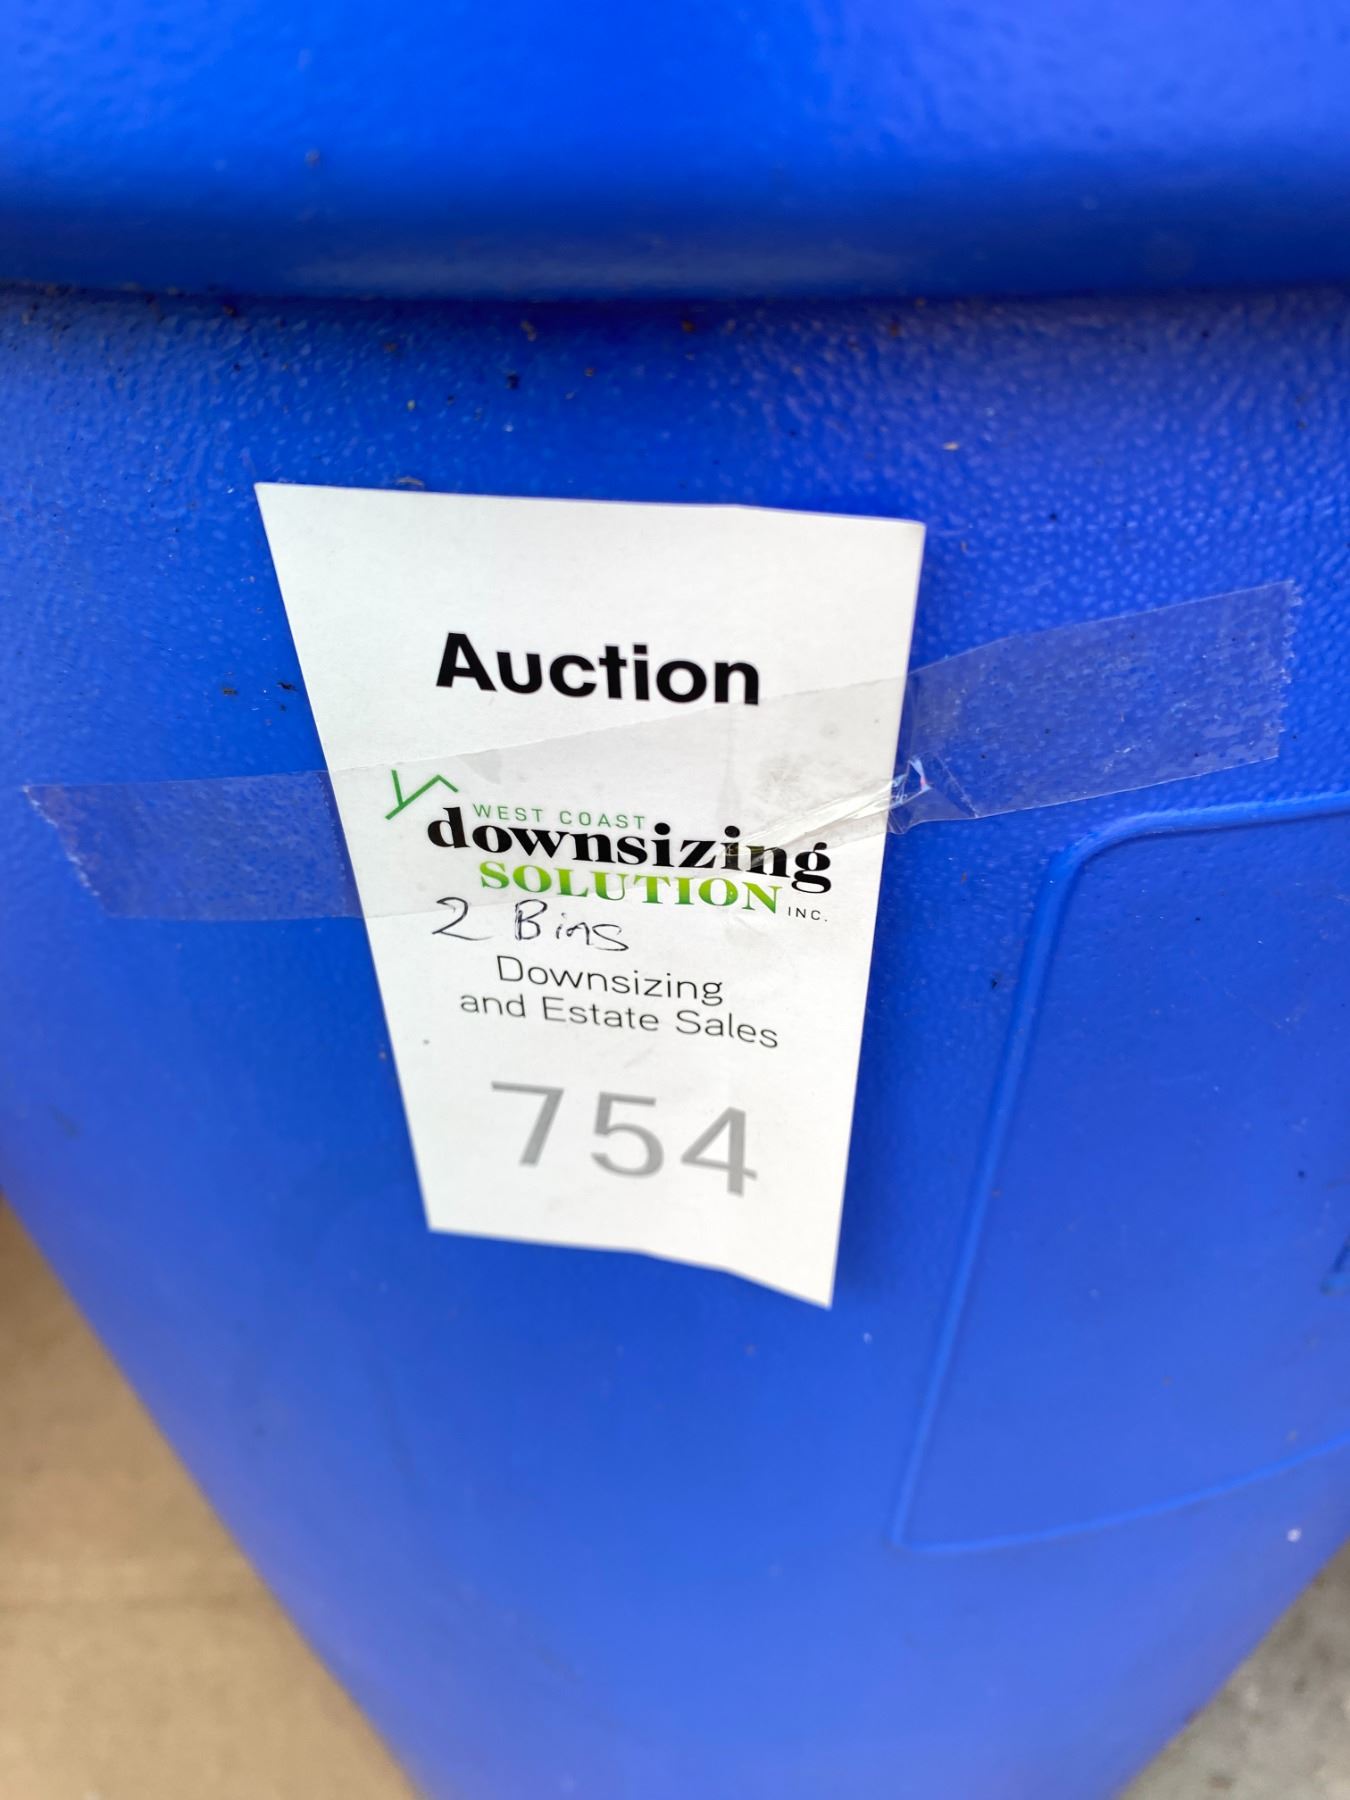 Auction
WEST COAST
downsizing
SOLUTION INC.
2 Bins
Downsizing
and Estate Sales
754